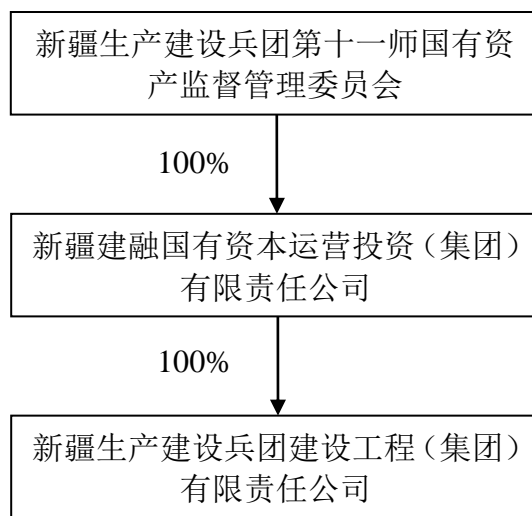 新疆生产建设兵团第十一师国有资
产监督管理委员会
100%
新疆建融国有资本运营投资（集团）
有限责任公司
100%
新疆生产建设兵团建设工程（集团）
有限责任公司